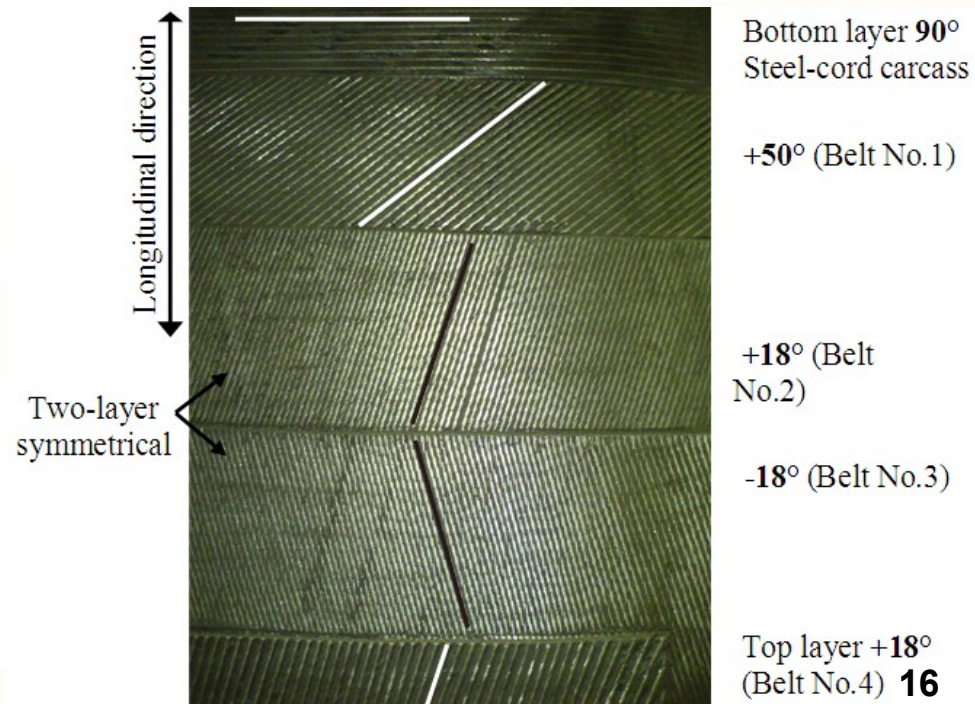 Longitudinal direction
Two-layer
symmetrical
Bottom layer 90°
Steel-cord carcass
+50° (Belt No.1)
+18° (Belt
No.2)
-18° (Belt No.3)
Top layer +18°
(Belt No.4) 16